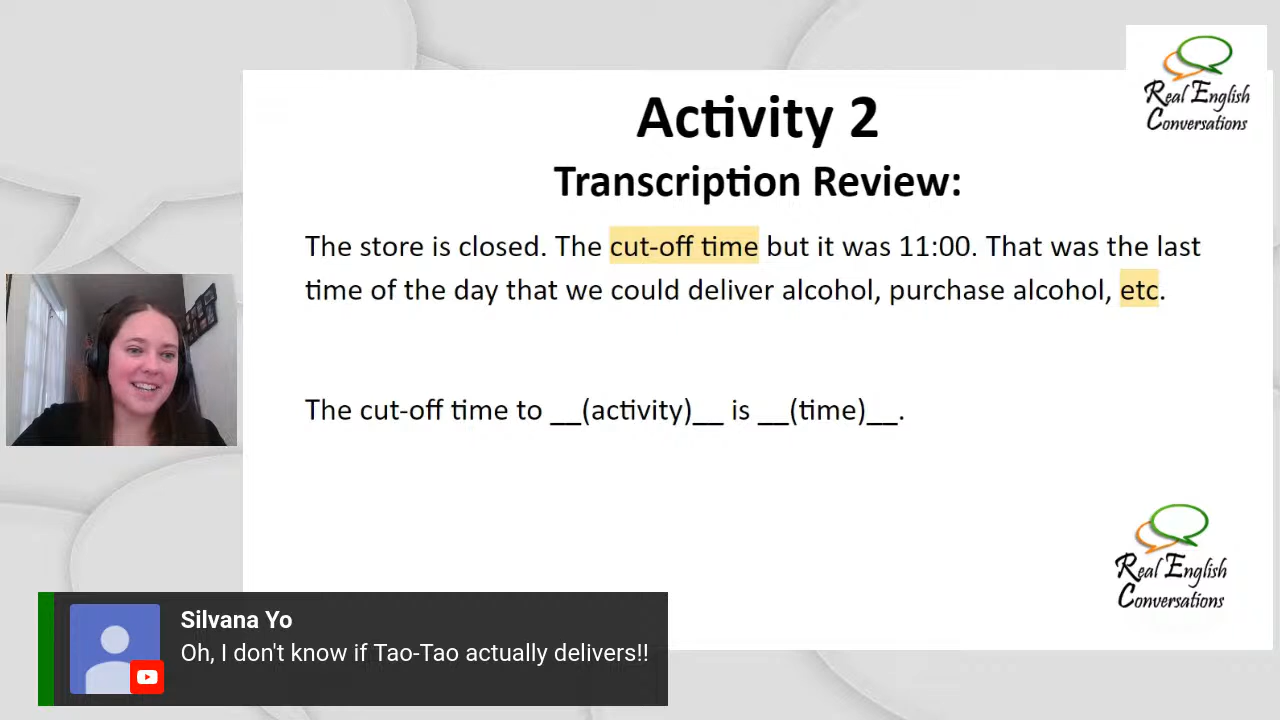 Real English
Conversations
Activity 2
Transcription Review:
The store is closed. The cut-off time but it was 11:00. That was the last
time of the day that we could deliver alcohol, purchase alcohol, etc.
The cut-off time to __(activity)__ is __(time)__.
Real English
Conversations
Silvana Yo
Oh, I don't know if Tao-Tao actually delivers!!